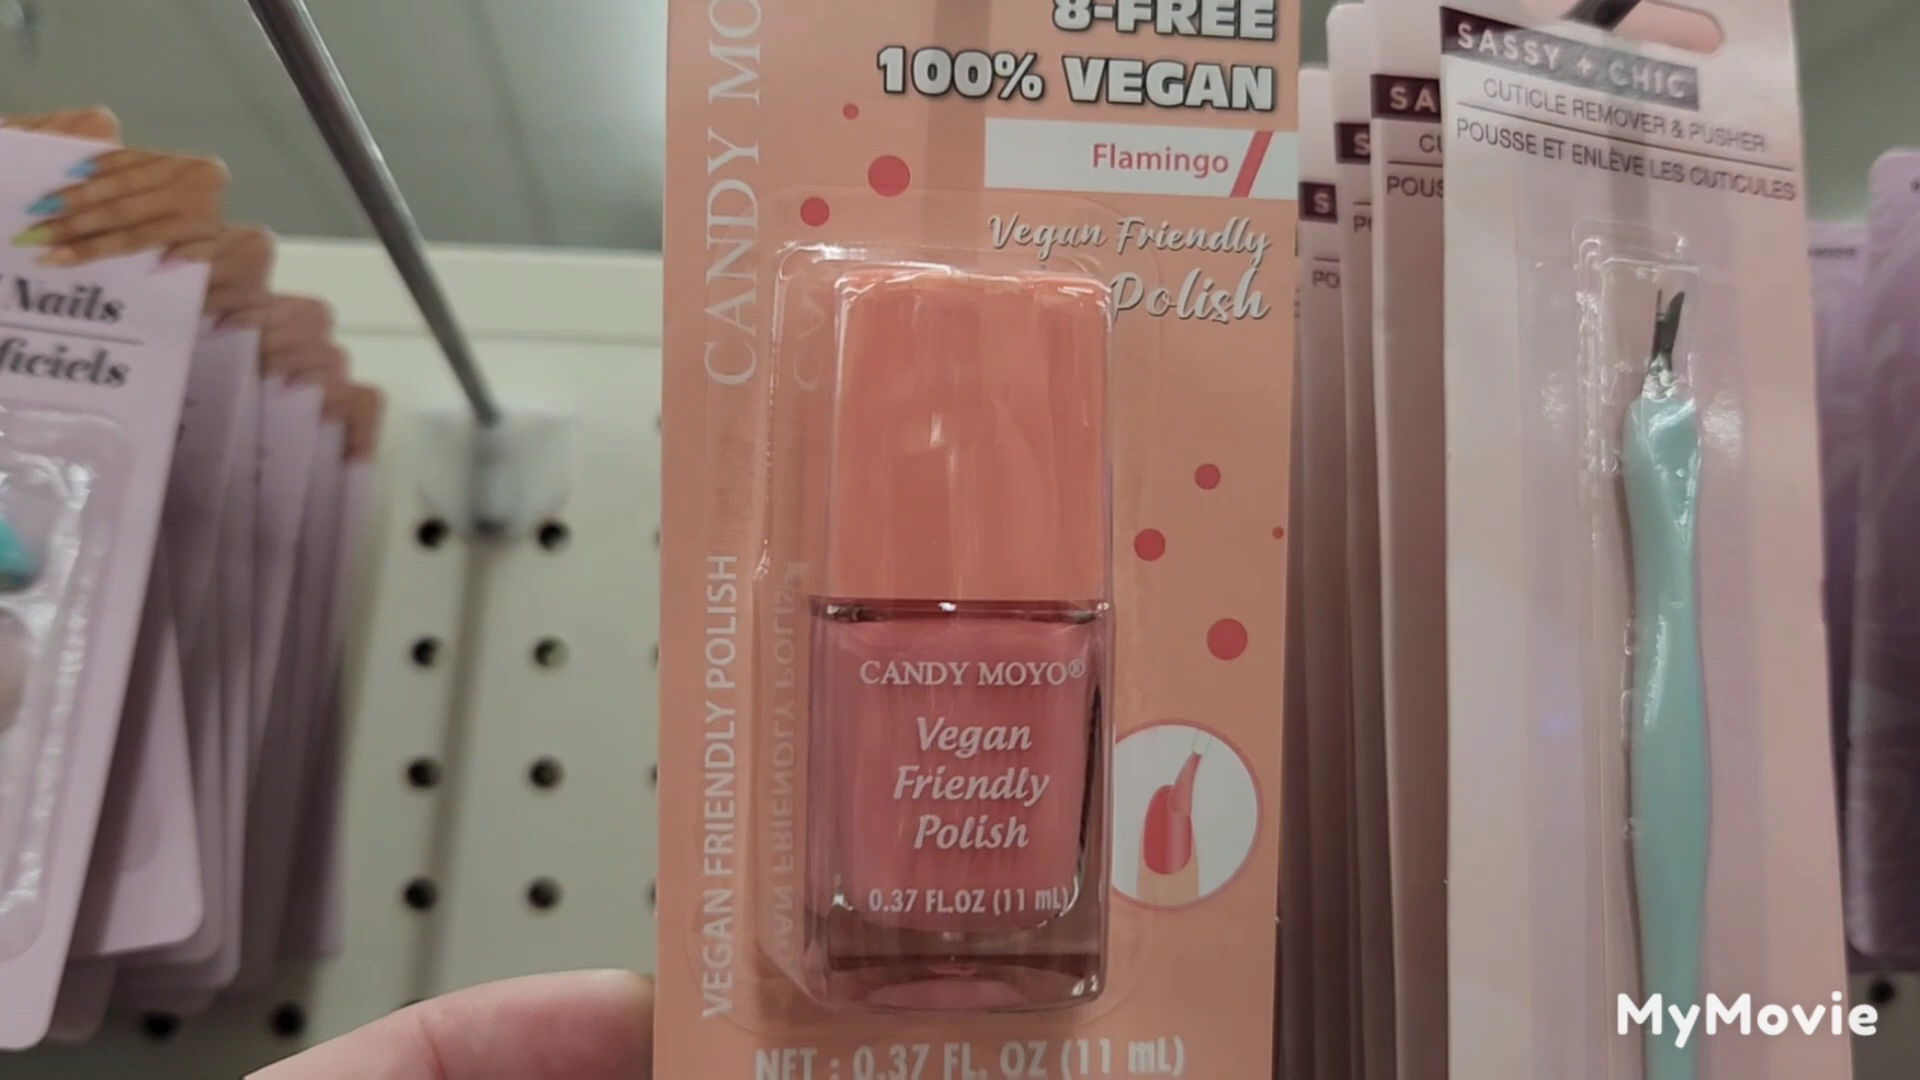 Nails
ficiels
CANDY MO
VEGAN FRIENDLY POLISH
8-FREE
100% VEGAN
Flamingo
Vegan Friendly
Polish
CANDY MOYO®
Vegan
Friendly
Polish
0.37 FL.OZ (11 mL)
NET : 0.37 FL. OZ (11 mL)
SA
SASSY + CHIC
CUTICLE REMOVER & PUSHER
POUSSE ET ENLÈVE LES CUTICULES
MyMovie